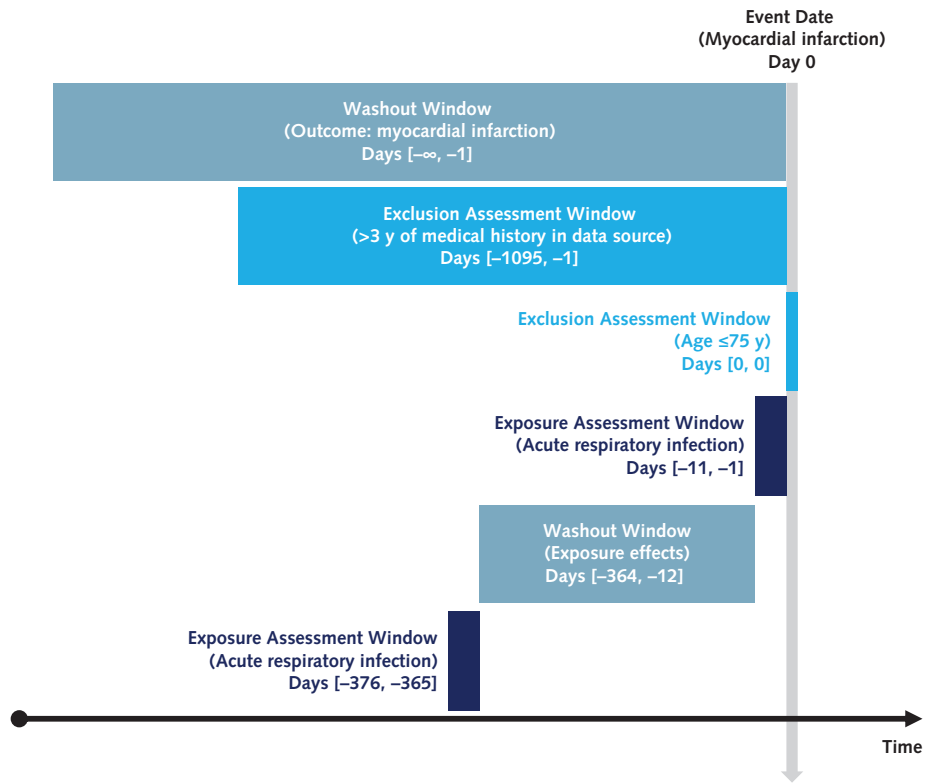 Event Date
(Myocardial infarction)
Day 0
Washout Window
(Outcome: myocardial infarction)
Days [–∞, –1]
Exclusion Assessment Window
(>3 y of medical history in data source)
Days [–1095, –1]
Exclusion Assessment Window
(Age ≤75 y)
Days [0, 0]
Exposure Assessment Window
(Acute respiratory infection)
Days [–11, –1]
Washout Window
(Exposure effects)
Days [–364, –12]
Exposure Assessment Window
(Acute respiratory infection)
Days [–376, –365]
Time